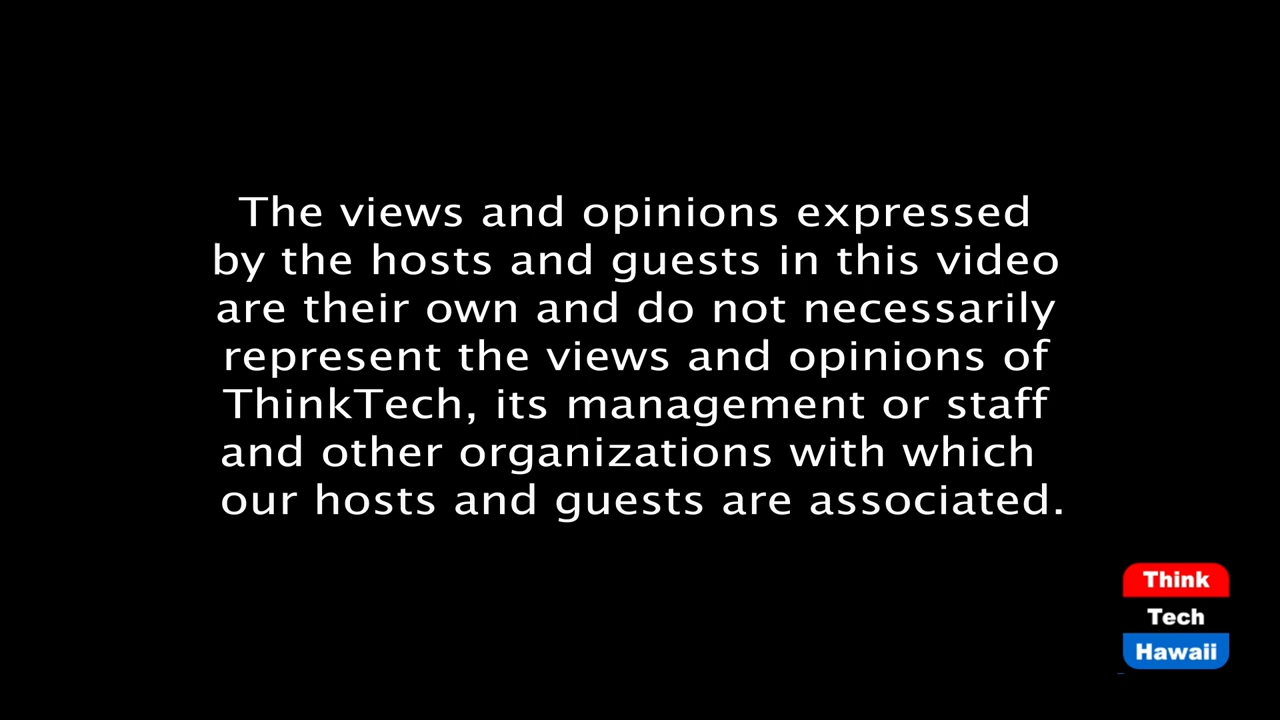 The views and opinions expressed
by the hosts and guests in this video
are their own and do not necessarily
represent the views and opinions of
ThinkTech, its management or staff
and other organizations with which
our hosts and guests are associated.
Think
Tech
Hawaii